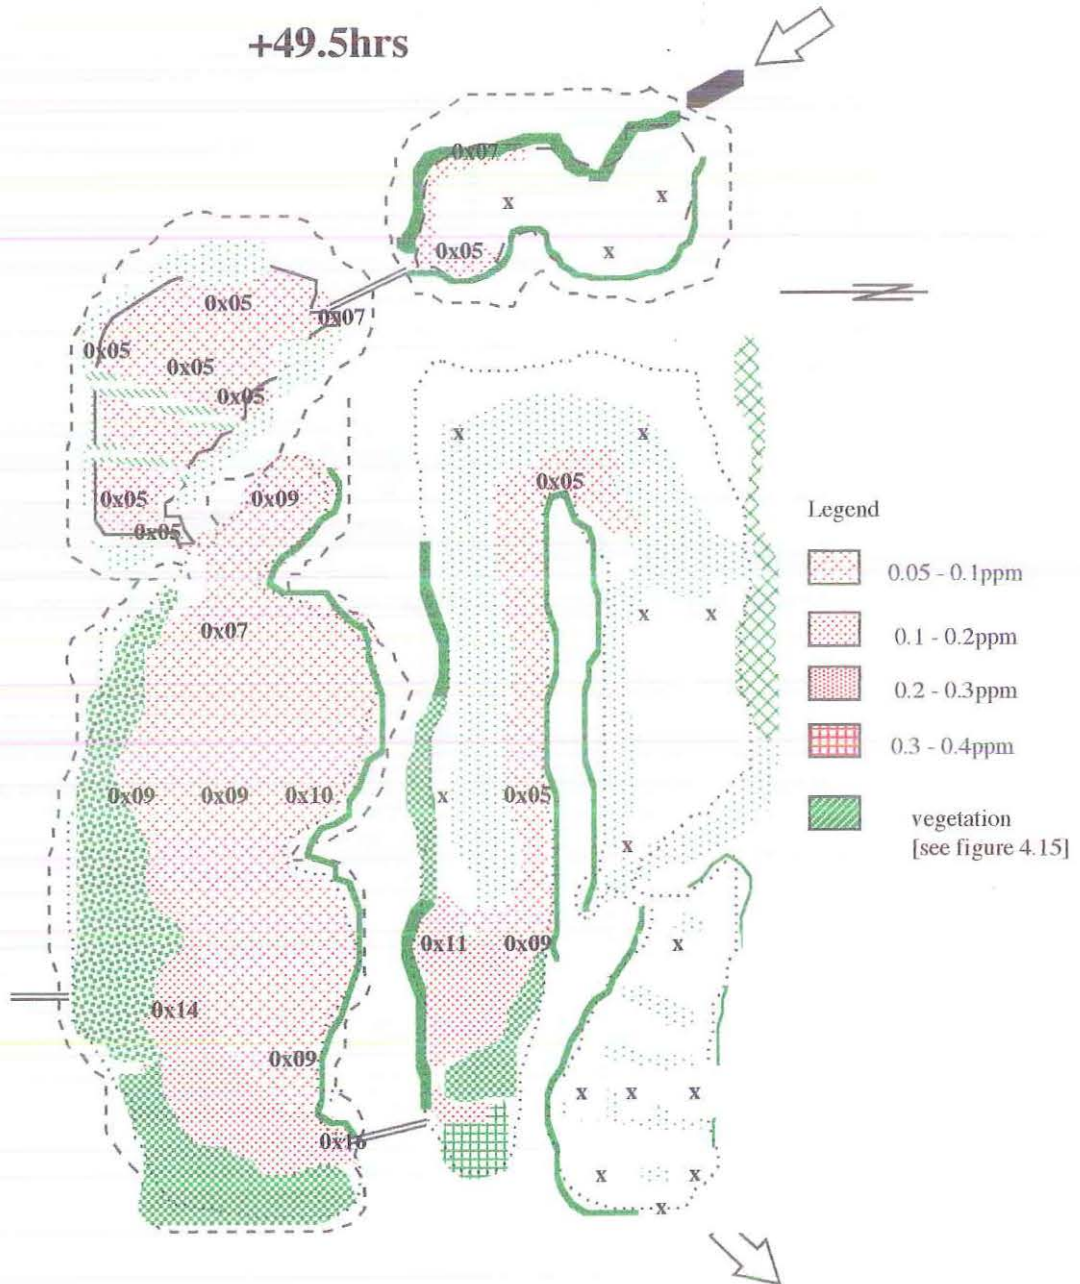 +49.5hrs
0x07
x
x
0x05
x
0x05
0x07
0x05
0x05
0x05
x
x
0x05
0x05
0x09
0x05
Legend
0.05 - 0.1ppm
x
x
0x07
0.1 - 0.2ppm
0.2 - 0.3ppm
0.3 - 0.4ppm
0x09
0x09
0x10
x
0x05
vegetation
[see figure 4.15]
x
0x11
0x09
x
0x14
0x09
x
x
x
0x16
x
x
x